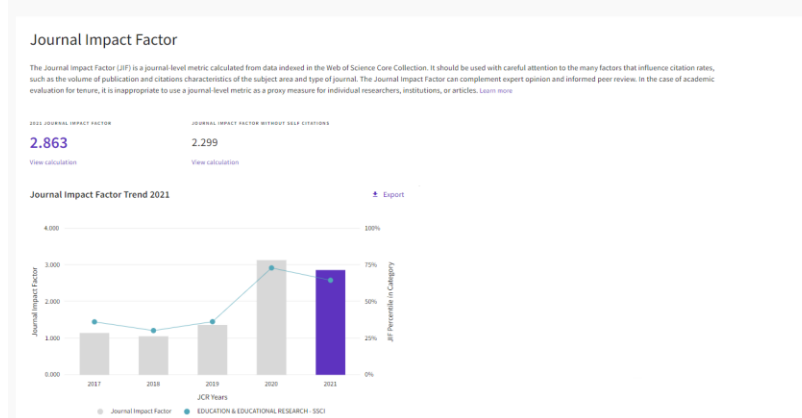 Journal Impact Factor
The Journal Impact Factor (JIF) is a journal-level metric calculated from data indexed in the Web of Science Core Collection. It should be used with careful attention to the many factors that influence citation rates,
such as the volume of publication and citations characteristics of the subject area and type of journal. The Journal Impact Factor can complement expert opinion and informed peer review. In the case of academic
evaluation for tenure, it is inappropriate to use a journal-level metric as a proxy measure for individual researchers, institutions, or articles. Learn more
2021 JOURNAL IMPACT FACTOR
JOURNAL IMPACT FACTOR WITHOUT SELF CITATIONS
2.863
2.299
View calculation
View calculation
Journal Impact Factor Trend 2021
Export
4.000
100%
3.000
75%
2.000
50%
1.000
25%
0.000
0%
Journal Impact Factor
JIF Percentile in Category
2017 2018 2019 2020 2021
JCR Years
Journal Impact Factor EDUCATION & EDUCATIONAL RESEARCH - SSCI